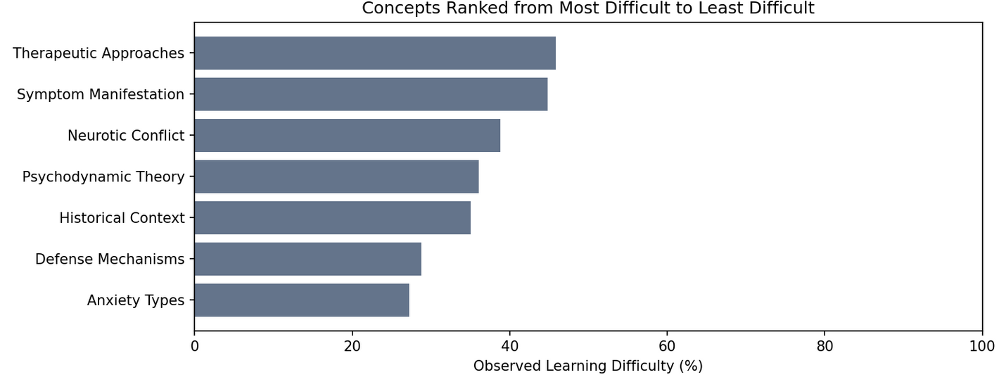 Concepts Ranked from Most Difficult to Least Difficult
Therapeutic Approaches
Symptom Manifestation
Neurotic Conflict
Psychodynamic Theory
Historical Context
Defense Mechanisms
Anxiety Types
0 20 40 60 80 100
Observed Learning Difficulty (%)